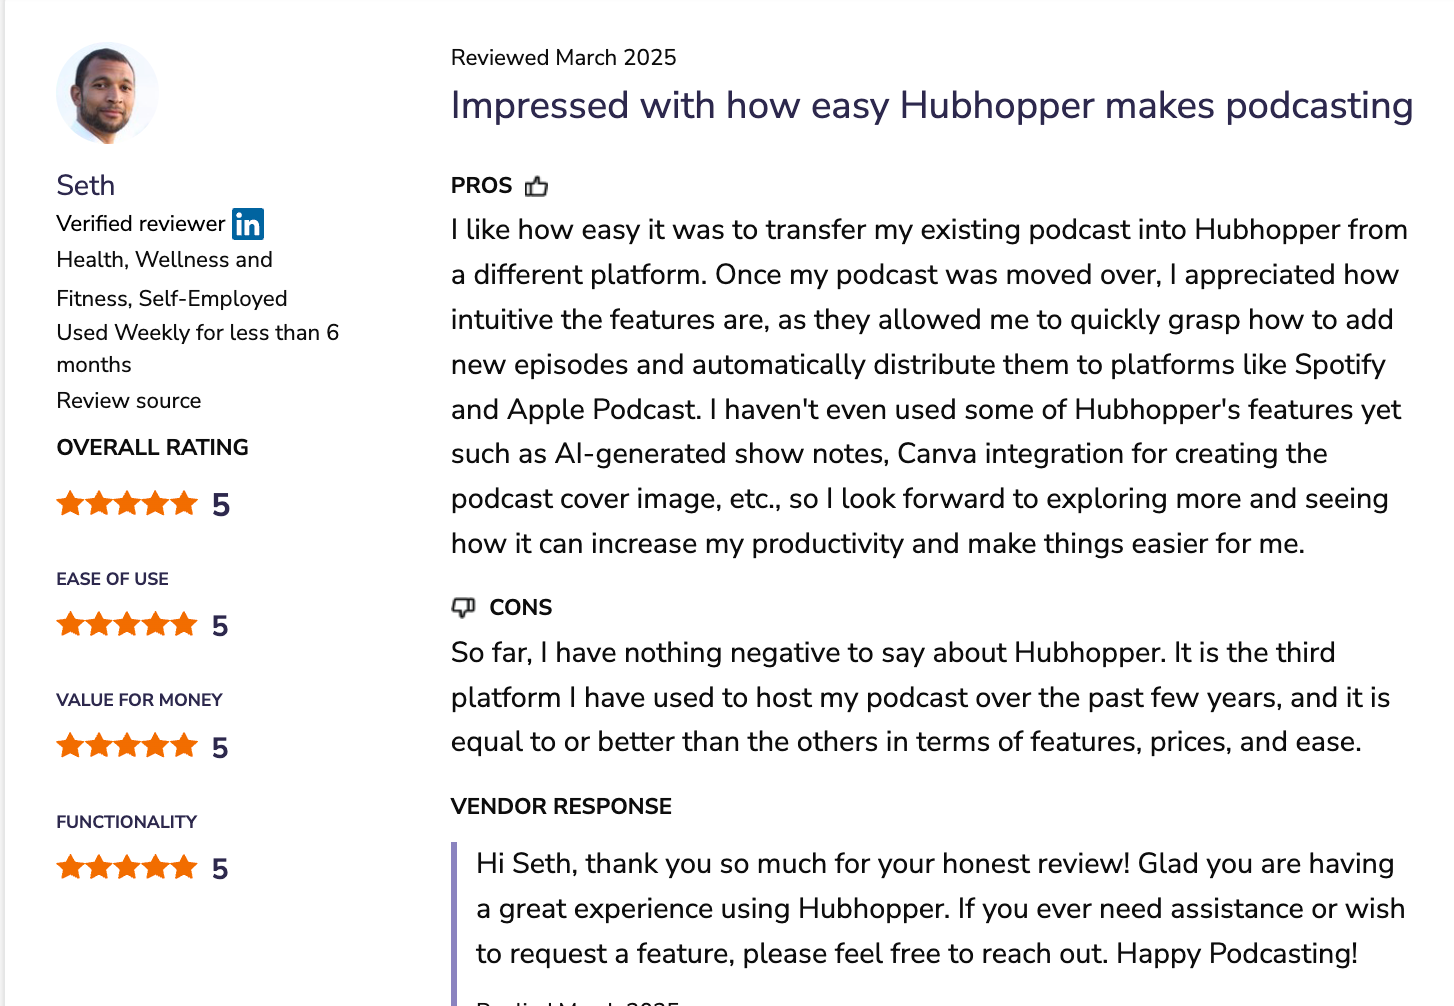 Seth
Verified reviewer in
Health, Wellness and
Fitness, Self-Employed
Used Weekly for less than 6
months
Review source
OVERALL RATING
5
EASE OF USE
5
VALUE FOR MONEY
5
FUNCTIONALITY
5
Reviewed March 2025
Impressed with how easy Hubhopper makes podcasting
PROS
I like how easy it was to transfer my existing podcast into Hubhopper from
a different platform. Once my podcast was moved over, I appreciated how
intuitive the features are, as they allowed me to quickly grasp how to add
new episodes and automatically distribute them to platforms like Spotify
and Apple Podcast. I haven't even used some of Hubhopper's features yet
such as AI-generated show notes, Canva integration for creating the
podcast cover image, etc., so I look forward to exploring more and seeing
how it can increase my productivity and make things easier for me.
CONS
So far, I have nothing negative to say about Hubhopper. It is the third
platform I have used to host my podcast over the past few years, and it is
equal to or better than the others in terms of features, prices, and ease.
VENDOR RESPONSE
Hi Seth, thank you so much for your honest review! Glad you are having
a great experience using Hubhopper. If you ever need assistance or wish
to request a feature, please feel free to reach out. Happy Podcasting!